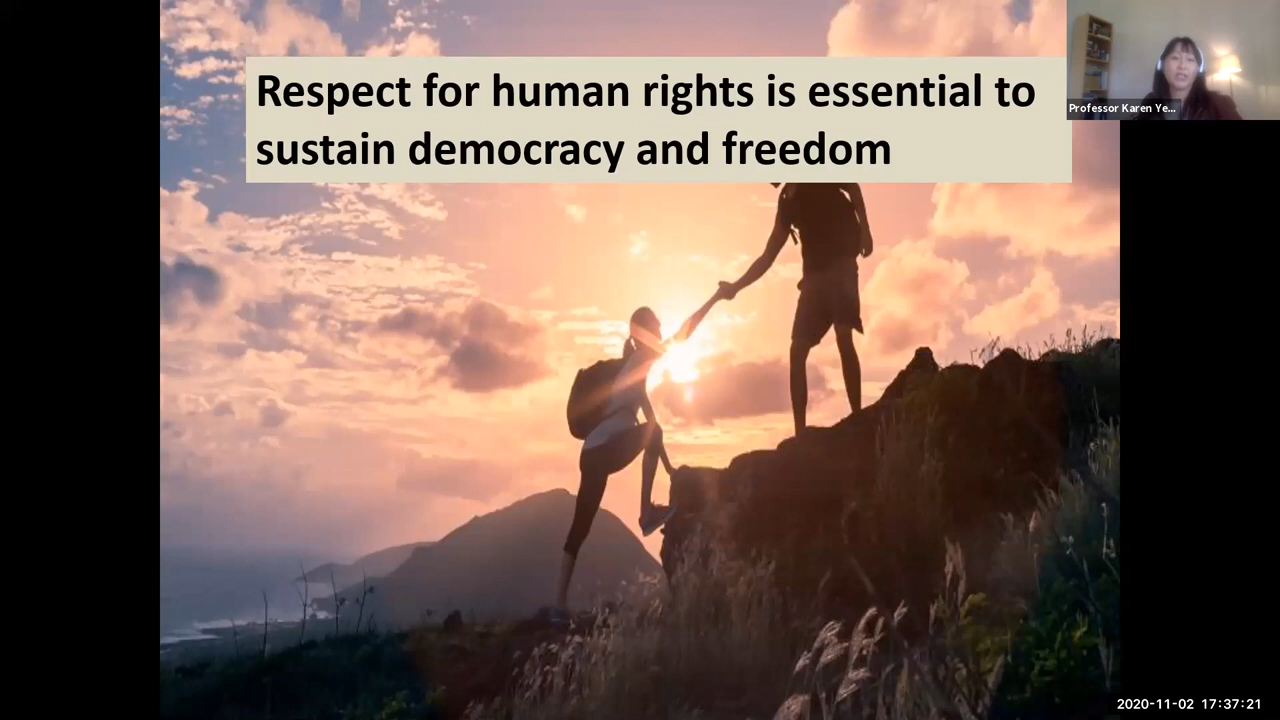 Respect for human rights is essential to
sustain democracy and freedom
Professor Karen Ye...
2020-11-02 17:37:21